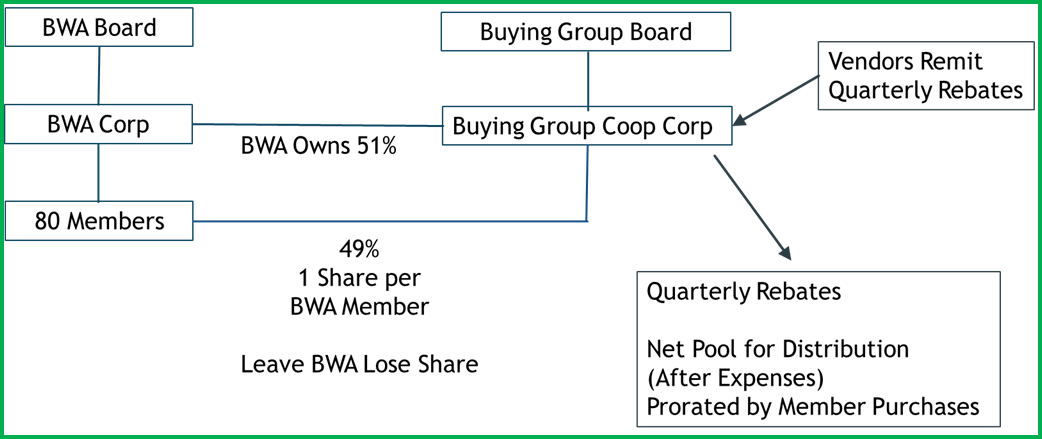 BWA Board
Buying Group Board
Vendors Remit
Quarterly Rebates
BWA Corp
Buying Group Coop Corp
BWA Owns 51%
80 Members
49%
1 Share per
BWA Member
Leave BWA Lose Share
Quarterly Rebates
Net Pool for Distribution
(After Expenses)
Prorated by Member Purchases